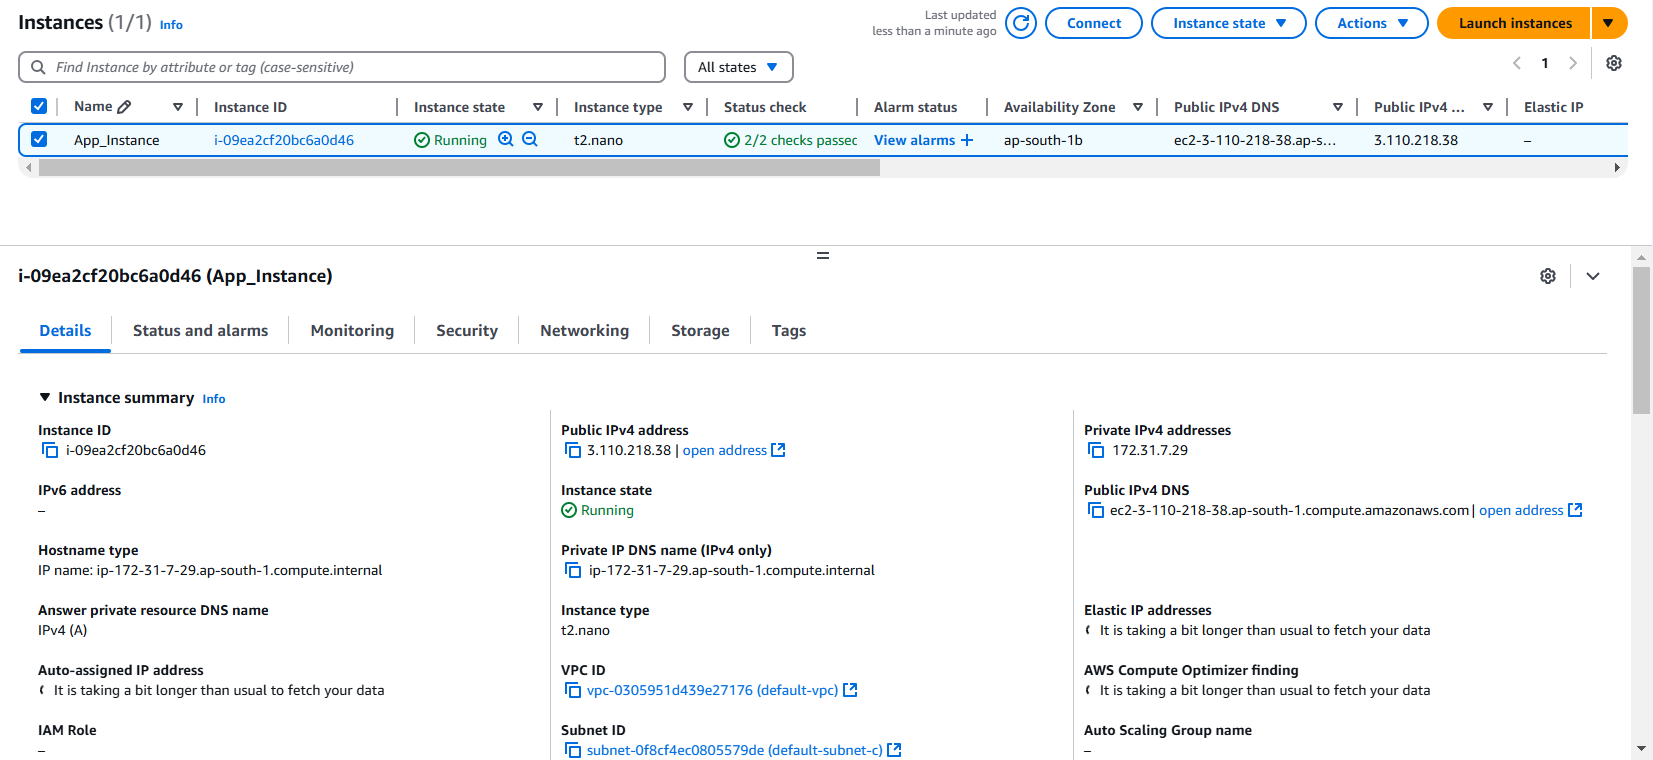 Instances (1/1) Info
Last updated
less than a minute ago
Connect
Instance state
Actions
Launch instances
Find Instance by attribute or tag (case-sensitive)
All states
1
Name
Instance ID
Instance state
Instance type
Status check
Alarm status
Availability Zone
Public IPv4 DNS
Public IPv4 ...
Elastic IP
App_Instance
i-09ea2cf20bc6a0d46
Running
t2.nano
2/2 checks passec
View alarms +
ap-south-1b
ec2-3-110-218-38.ap-s...
3.110.218.38
–
i-09ea2cf20bc6a0d46 (App_Instance)
Details
Status and alarms
Monitoring
Security
Networking
Storage
Tags
Instance summary Info
Instance ID
i-09ea2cf20bc6a0d46
Public IPv4 address
3.110.218.38 | open address
Private IPv4 addresses
172.31.7.29
IPv6 address
–
Instance state
Running
Public IPv4 DNS
ec2-3-110-218-38.ap-south-1.compute.amazonaws.com | open address
Hostname type
IP name: ip-172-31-7-29.ap-south-1.compute.internal
Private IP DNS name (IPv4 only)
ip-172-31-7-29.ap-south-1.compute.internal
Answer private resource DNS name
IPv4 (A)
Instance type
t2.nano
Elastic IP addresses
It is taking a bit longer than usual to fetch your data
Auto-assigned IP address
It is taking a bit longer than usual to fetch your data
VPC ID
vpc-0305951d439e27176 (default-vpc)
AWS Compute Optimizer finding
It is taking a bit longer than usual to fetch your data
IAM Role
–
Subnet ID
subnet-0f8cf4ec0805579de (default-subnet-c)
Auto Scaling Group name
–